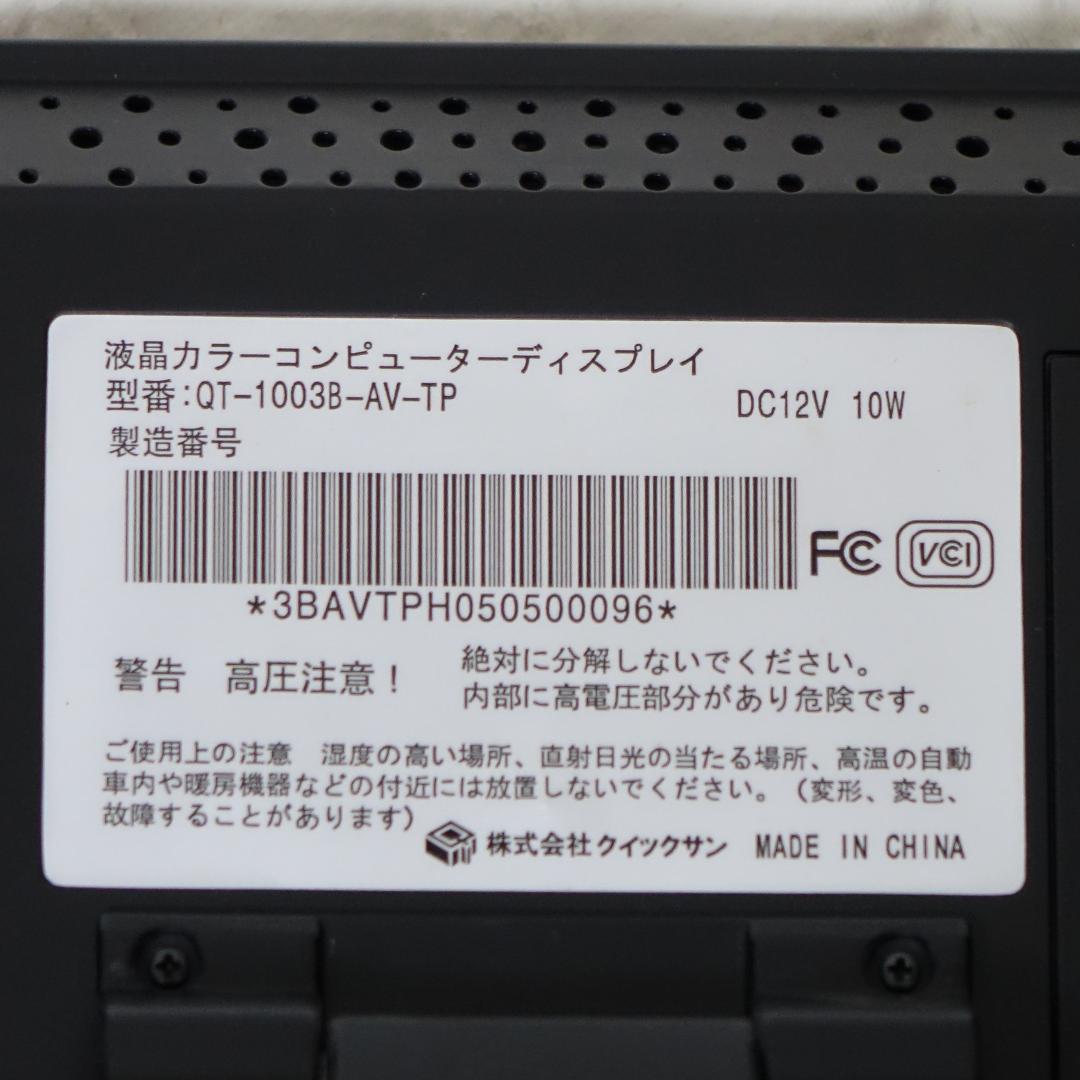 液晶カラーコンピューターディスプレイ
型番:QT-1003B-AV-TP
DC12V 10W
製造番号
FC
VCI
*3BAVTPH050500096*
警告 高圧注意!
絶対に分解しないでください。
内部に高電圧部分があり危険です。
ご使用上の注意 湿度の高い場所、直射日光の当たる場所、高温の自動
車内や暖房機器などの付近には放置しないでください。(変形、変色、
故障することがあります)
株式会社クイックサン MADE IN CHINA